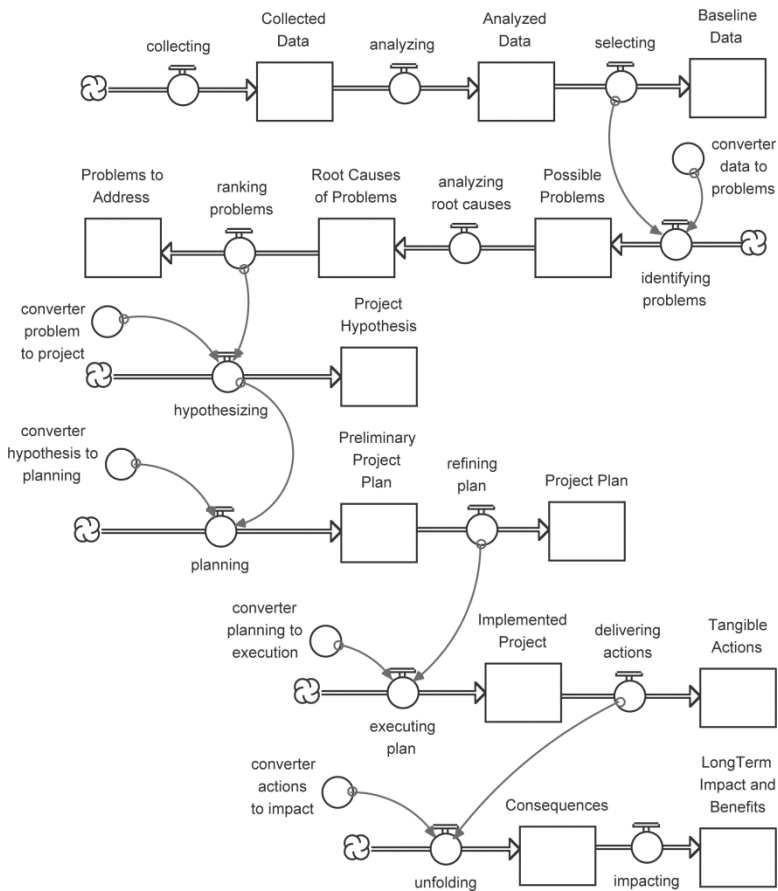 collecting
Collected
Data
analyzing
Analyzed
Data
selecting
Baseline
Data
Problems to
Address
ranking
problems
Root Causes
of Problems
analyzing
root causes
Possible
Problems
converter
data to
problems
identifying
problems
converter
problem
to project
Project
Hypothesis
hypothesizing
converter
hypothesis to
planning
Preliminary
Project
Plan
refining
plan
Project Plan
planning
converter
planning to
execution
Implemented
Project
delivering
actions
Tangible
Actions
executing
plan
converter
actions
to impact
Consequences
LongTerm
Impact and
Benefits
unfolding
impacting